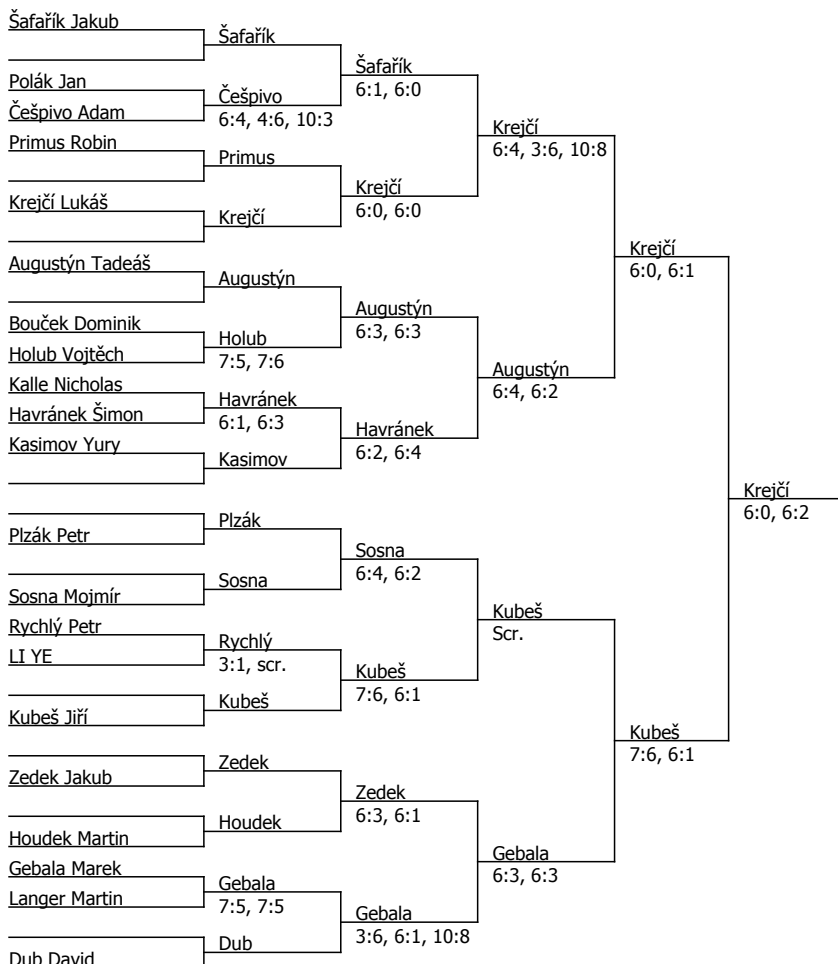 Šafařík Jakub
Polák Jan
Češpivo Adam
Primus Robin
Krejčí Lukáš
Augustýn Tadeáš
Bouček Dominik
Holub Vojtěch
Kalle Nicholas
Havránek Šimon
Kasimov Yury
Plzák Petr
Sosna Mojmír
Rychlý Petr
LI YE
Kubeš Jiří
Zedek Jakub
Houdek Martin
Gebala Marek
Langer Martin
Dub David
Šafařík
Češpivo
6:4, 4:6, 10:3
Primus
Krejčí
Augustýn
Holub
7:5, 7:6
Havránek
6:1, 6:3
Kasimov
Plzák
Sosna
Rychlý
3:1, scr.
Kubeš
Zedek
Houdek
Gebala
7:5, 7:5
Dub
Šafařík
6:1, 6:0
Krejčí
6:0, 6:0
Augustýn
6:3, 6:3
Havránek
6:2, 6:4
Sosna
6:4, 6:2
Kubeš
7:6, 6:1
Zedek
6:3, 6:1
Gebala
3:6, 6:1, 10:8
Krejčí
6:4, 3:6, 10:8
Augustýn
6:4, 6:2
Kubeš
Scr.
Gebala
6:3, 6:3
Krejčí
6:0, 6:1
Kubeš
7:6, 6:1
Krejčí
6:0, 6:2